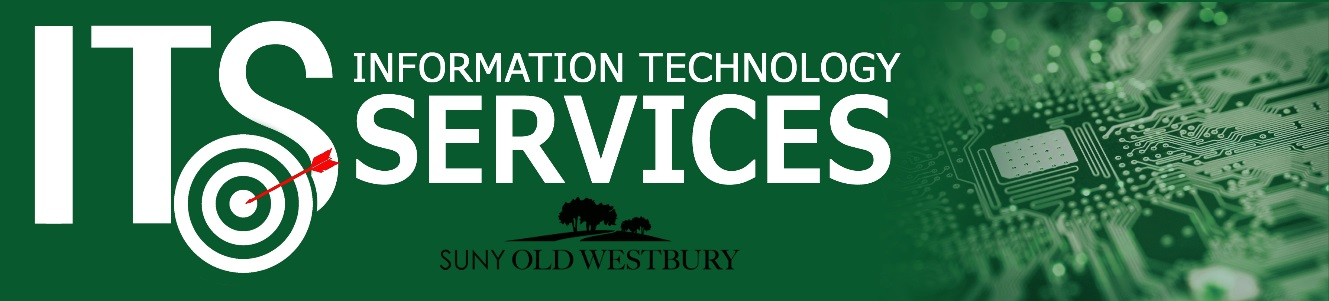 ITS
INFORMATION TECHNOLOGY
SERVICES
SUNY OLD WESTBURY